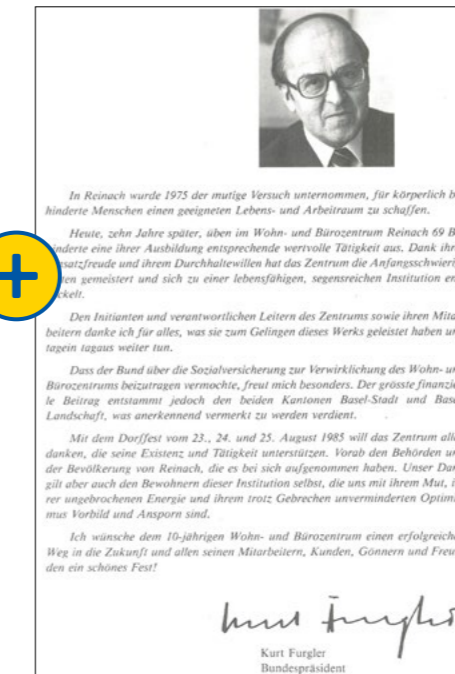 In Reinach wurde 1975 der mutige Versuch unternommen, für körperlich b
hinderte Menschen einen geeigneten Lebens- und Arbeitraum zu schaffen.
Heute, zehn Jahre später, üben im Wohn- und Bürozentrum Reinach 69 B
inderte eine ihrer Ausbildung entsprechende wertvolle Tätigkeit aus. Dank ihr
satzfreude und ihrem Durchhaltewillen hat das Zentrum die Anfangsschwieri
ten gemeistert und sich zu einer lebensfähigen, segensreichen Institution en
ckelt.
Den Initianten und verantwortlichen Leitern des Zentrums sowie ihren Mita
beitern danke ich für alles, was sie zum Gelingen dieses Werks geleistet haben un
tagein tagaus weiter tun.
Dass der Bund über die Sozialversicherung zur Verwirklichung des Wohn- un
Bürozentrums beizutragen vermochte, freut mich besonders. Der grösste finanzie
le Beitrag entstammt jedoch den beiden Kantonen Basel-Stadt und Base
Landschaft, was anerkennend vermerkt zu werden verdient.
Mit dem Dorffest vom 23., 24. und 25. August 1985 will das Zentrum alle
danken, die seine Existenz und Tätigkeit unterstützen. Vorab den Behörden un
der Bevölkerung von Reinach, die es bei sich aufgenommen haben. Unser Dan
gilt aber auch den Bewohnern dieser Institution selbst, die uns mit ihrem Mut, i
rer ungebrochenen Energie und ihrem trotz Gebrechen unverminderten Optimi
mus Vorbild und Ansporn sind.
Ich wünsche dem 10-jährigen Wohn- und Bürozentrum einen erfolgreiche
Weg in die Zukunft und allen seinen Mitarbeitern, Kunden, Gönnern und Freu
den ein schönes Fest!
Kurt Furgler
Kurt Furgler
Bundespräsident